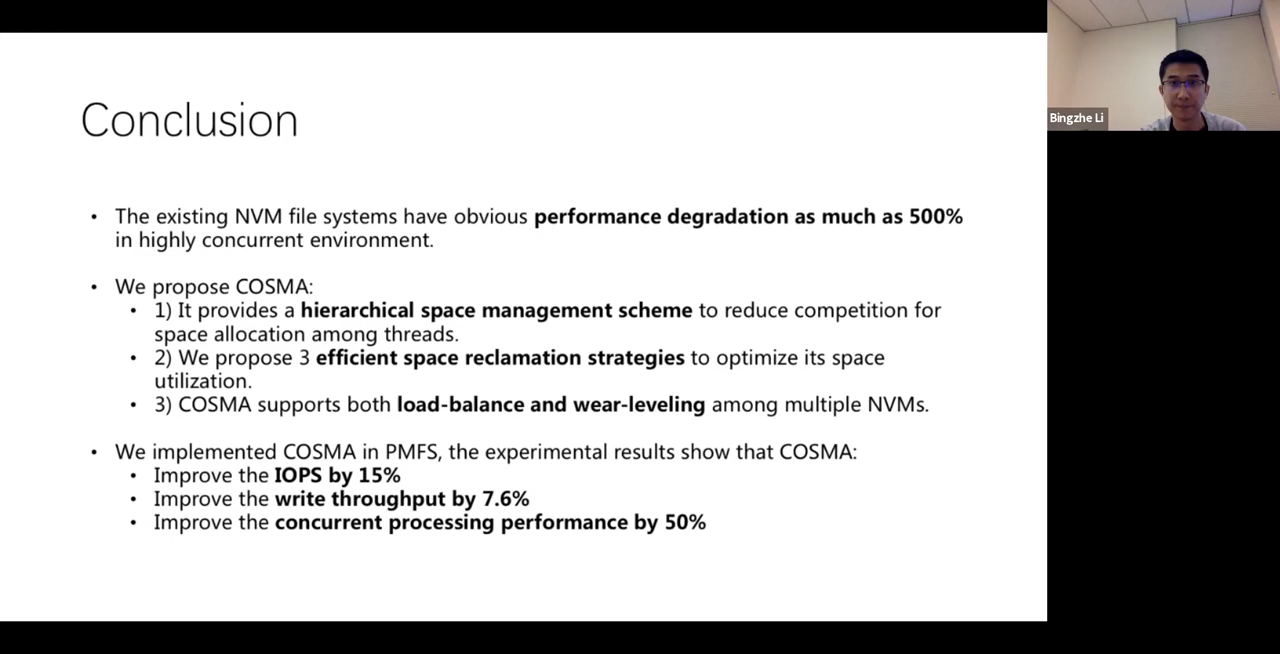 Conclusion
• The existing NVM file systems have obvious performance degradation as much as 500%
in highly concurrent environment.
• We propose COSMA:
• 1) It provides a hierarchical space management scheme to reduce competition for
space allocation among threads.
• 2) We propose 3 efficient space reclamation strategies to optimize its space
utilization.
• 3) COSMA supports both load-balance and wear-leveling among multiple NVMs.
• We implemented COSMA in PMFS, the experimental results show that COSMA:
• Improve the IOPS by 15%
• Improve the write throughput by 7.6%
• Improve the concurrent processing performance by 50%
Bingzhe Li